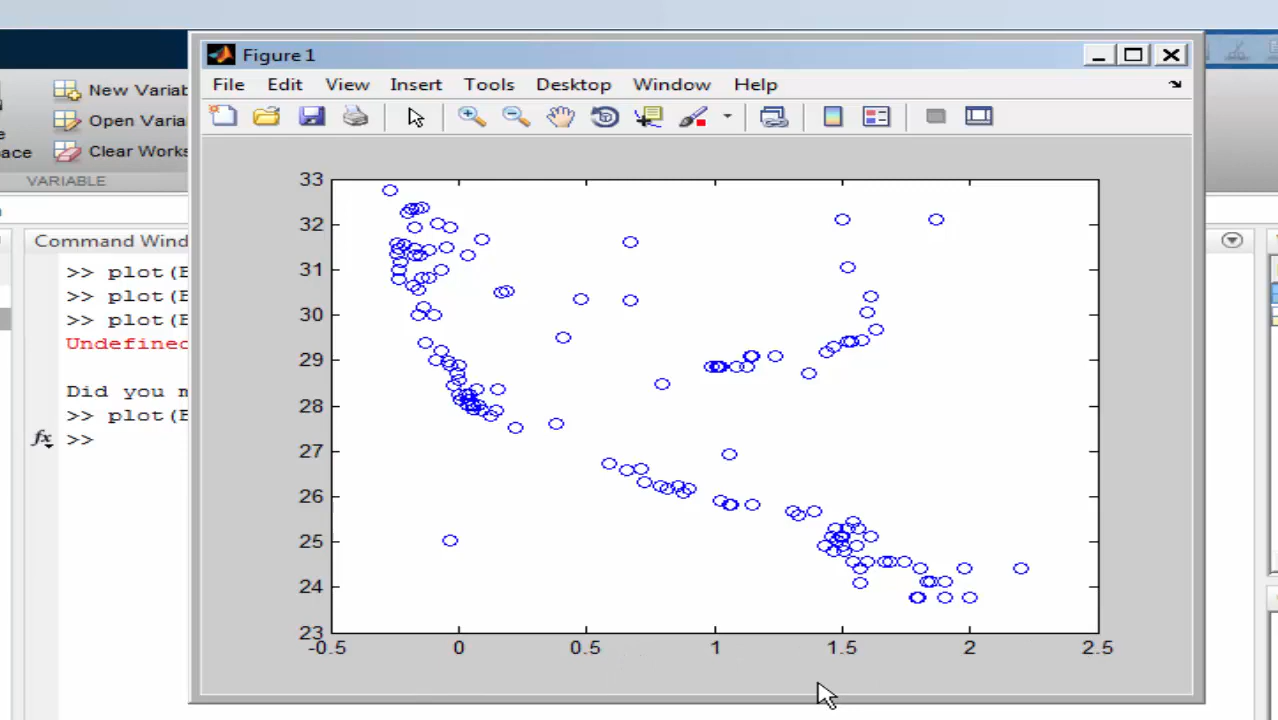 Figure 1
File Edit View Insert Tools Desktop Window Help
New Variab
Open Varia
Clear Works
VARIABLE
Command Wind
>> plot(
>> plot(
>> plot(
Undefined
Did you
>> plot(
fx >>
33
32
31
30
29
28
27
26
25
24
23
-0.5 0 0.5 1 1.5 2 2.5